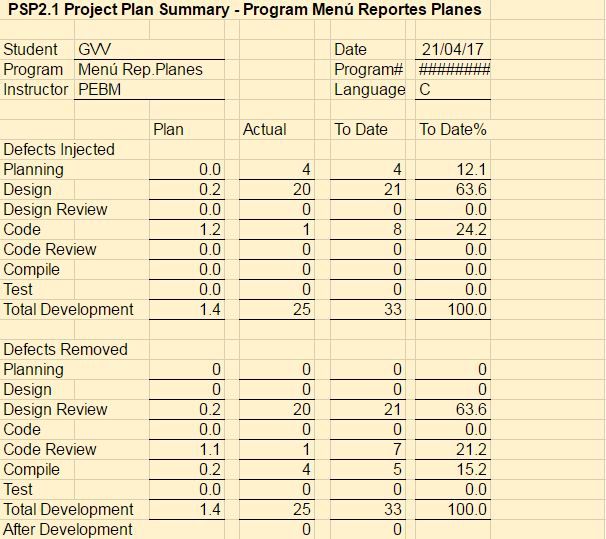 PSP2.1 Project Plan Summary - Program Menú Reportes Planes
Student GVV Date 21/04/17
Program Menú Rep.Planes Program# ########
Instructor PEBM Language C
Plan Actual To Date To Date%
Defects Injected
Planning 0.0 4 4 12.1
Design 0.2 20 21 63.6
Design Review 0.0 0 0 0.0
Code 1.2 1 8 24.2
Code Review 0.0 0 0 0.0
Compile 0.0 0 0 0.0
Test 0.0 0 0 0.0
Total Development 1.4 25 33 100.0
Defects Removed
Planning 0 0 0 0
Design 0 0 0 0
Design Review 0.2 20 21 63.6
Code 0.0 0 0 0.0
Code Review 1.1 1 7 21.2
Compile 0.2 4 5 15.2
Test 0.0 0 0 0.0
Total Development 1.4 25 33 100.0
After Development 0 0